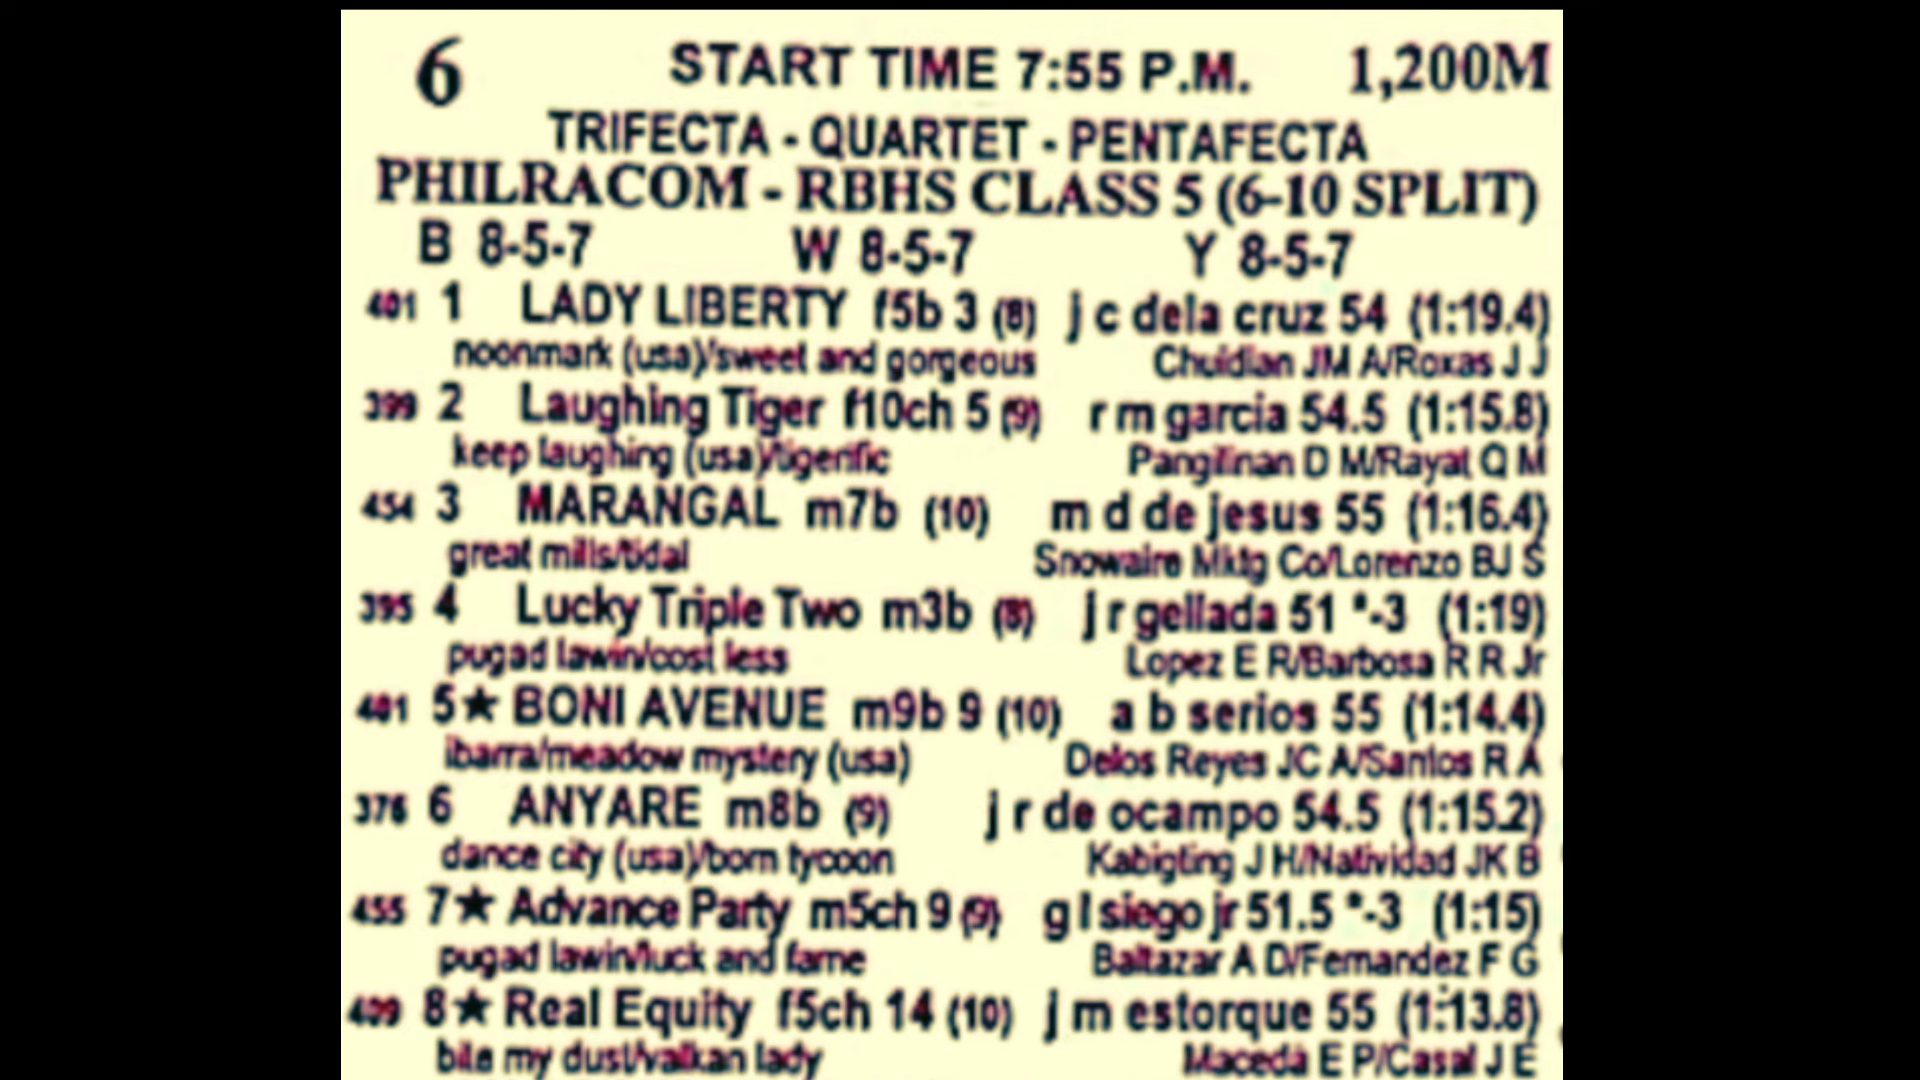 6 START TIME 7:55 P.M. 1,200M
TRIFECTA - QUARTET - PENTAFECTA
PHILRACOM - RBHS CLASS 5 (6-10 SPLIT)
B 8-5-7 W 8-5-7 Y 8-5-7
401 1 LADY LIBERTY f5b 3 (8) j c dela cruz 54 (1:19.4)
noonmark (usa)/sweet and gorgeous Chuidian JM A/Roxas J J
399 2 Laughing Tiger f10ch 5 (9) r m garcia 54.5 (1:15.8)
keep laughing (usa)/tigerific Pangilinan D M/Rayat Q M
454 3 MARANGAL m7b (10) m d de jesus 55 (1:16.4)
great mills/tidal Snowaire Mktg Co/Lorenzo BJ S
395 4 Lucky Triple Two m3b (8) j r gellada 51 *-3 (1:19)
pugad lawin/cost less Lopez E R/Barbosa R R Jr
401 5★ BONI AVENUE m9b 9 (10) a b serios 55 (1:14.4)
ibarra/meadow mystery (usa) Delos Reyes JC A/Santos R A
376 6 ANYARE m8b (9) j r de ocampo 54.5 (1:15.2)
dance city (usa)/born tycoon Kabigting J H/Natividad JK B
455 7★ Advance Party m5ch 9 (9) g l siego jr 51.5 *-3 (1:15)
pugad lawin/luck and fame Baltazar A D/Fernandez F G
409 8★ Real Equity f5ch 14 (10) j m estorque 55 (1:13.8)
bite my dust/valkan lady Maceda E P/Casal J E